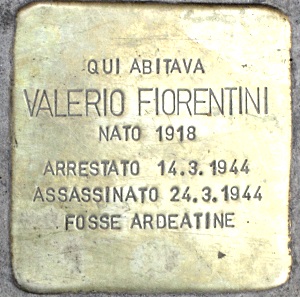 QUI ABITAVA
VALERIO FIORENTINI
NATO 1918
ARRESTATO 14.3.1944
ASSASSINATO 24.3.1944
FOSSE ARDEATINE